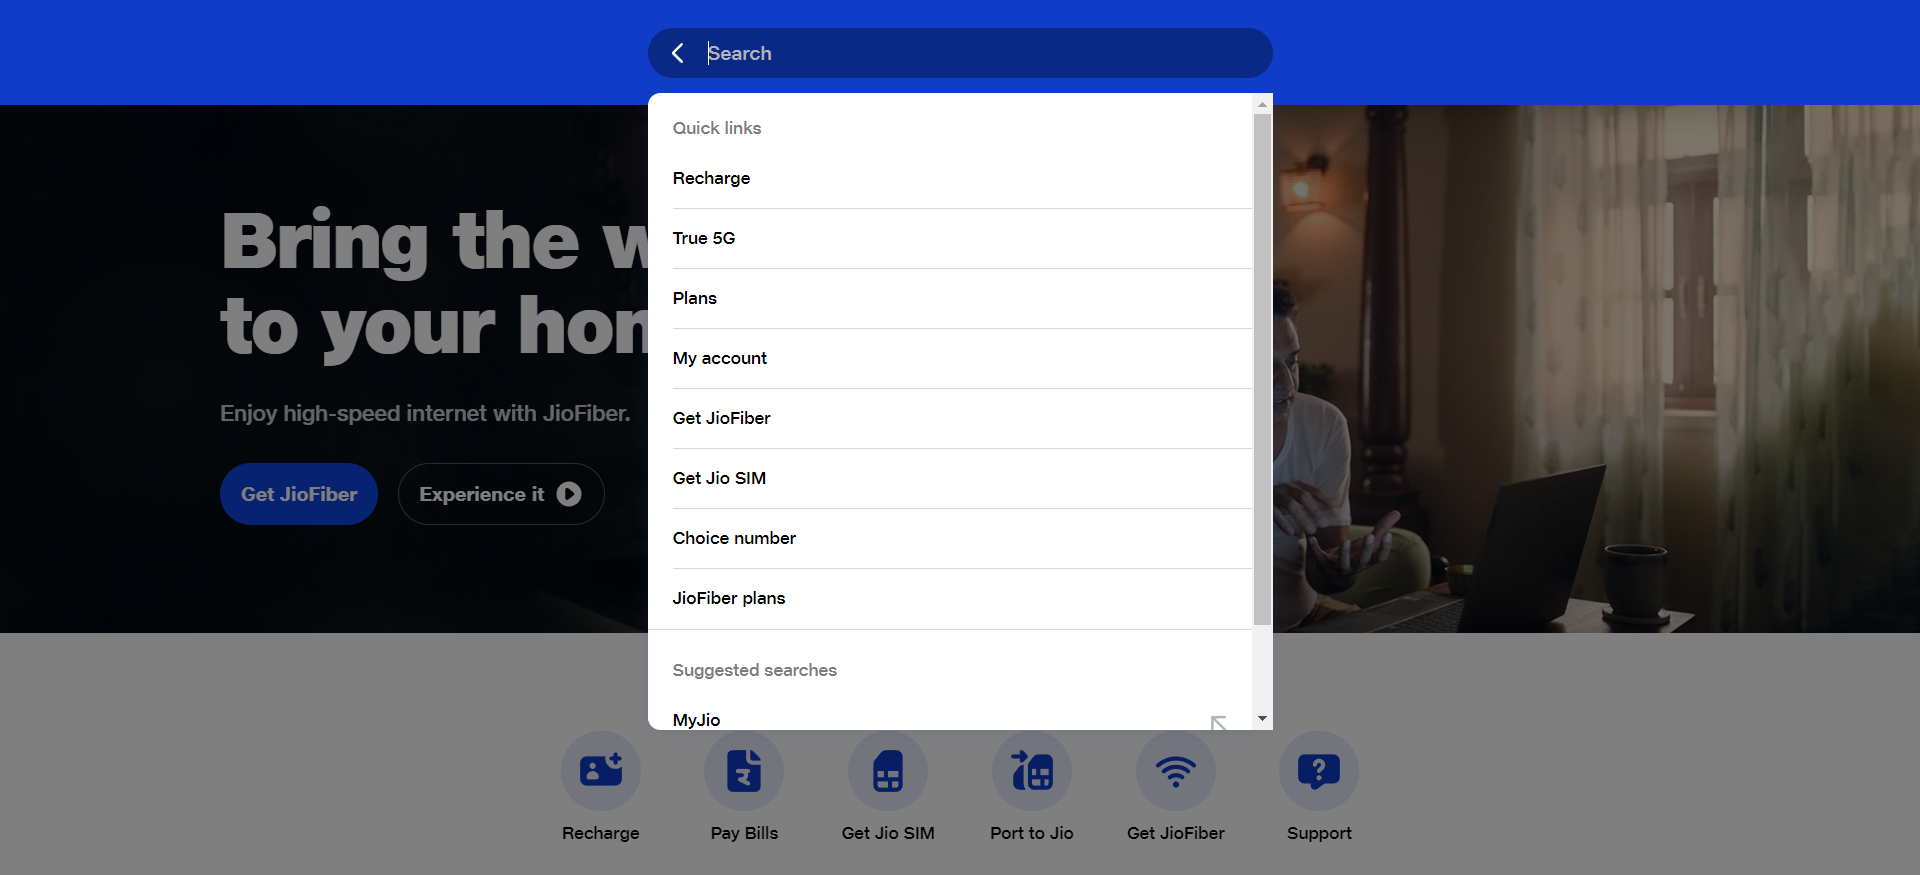 Search
Quick links
Recharge
True 5G
Plans
My account
Get JioFiber
Get Jio SIM
Choice number
JioFiber plans
Suggested searches
MyJio
Bring the
to your
Enjoy high-speed internet with JioFiber.
Get JioFiber
Experience it
Recharge
Pay Bills
Get Jio SIM
Port to Jio
Get JioFiber
Support